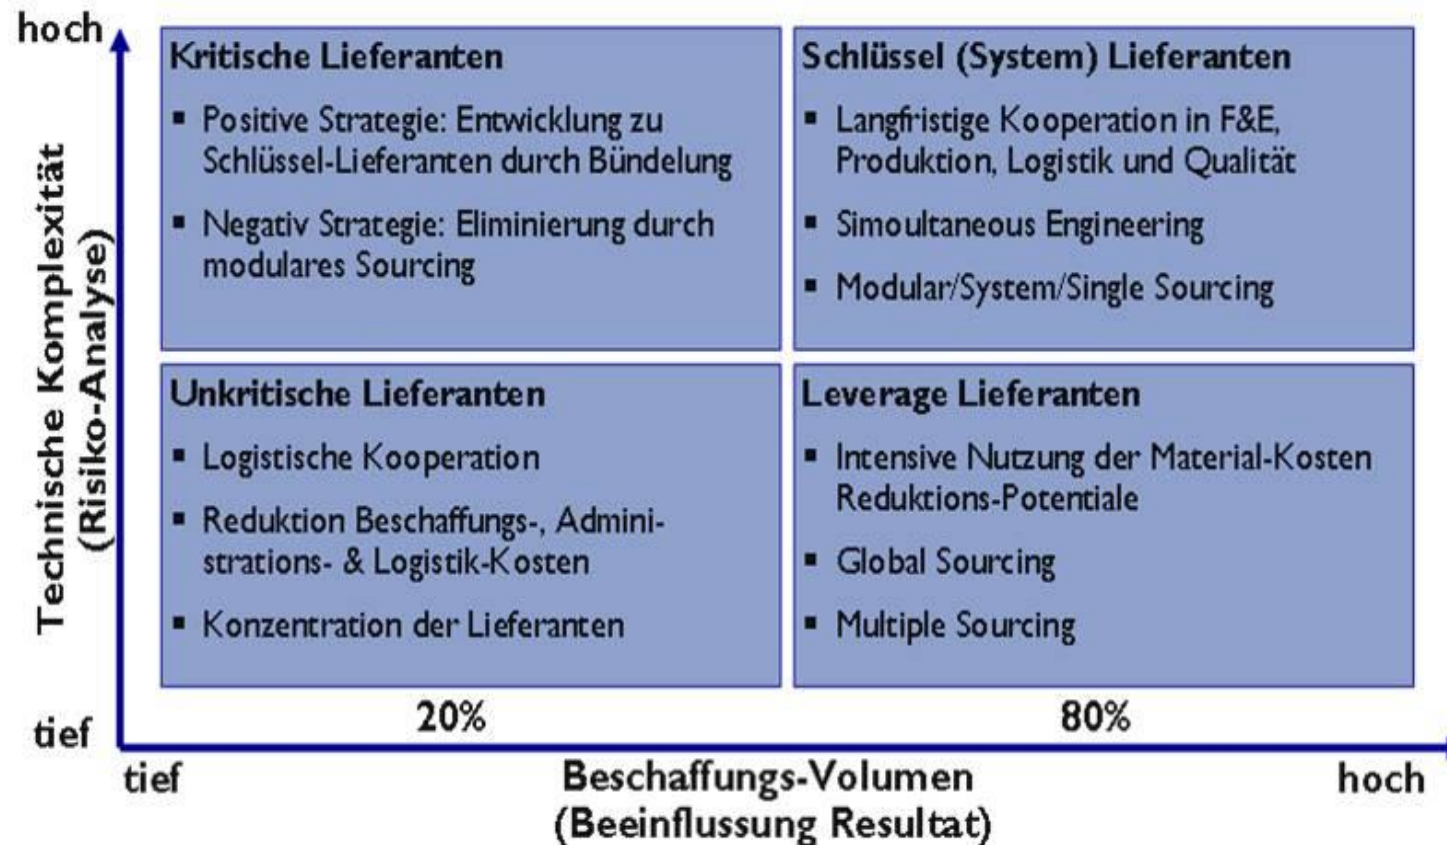 hoch
Kritische Lieferanten
▪ Positive Strategie: Entwicklung zu
Schlüssel-Lieferanten durch Bündelung
▪ Negativ Strategie: Eliminierung durch
modulares Sourcing
Schlüssel (System) Lieferanten
▪ Langfristige Kooperation in F&E,
Produktion, Logistik und Qualität
▪ Simoultaneous Engineering
▪ Modular/System/Single Sourcing
Technische Komplexität
(Risiko-Analyse)
Unkritische Lieferanten
▪ Logistische Kooperation
▪ Reduktion Beschaffungs-, Admini-
strations- & Logistik-Kosten
▪ Konzentration der Lieferanten
Leverage Lieferanten
▪ Intensive Nutzung der Material-Kosten
Reduktions-Potentiale
▪ Global Sourcing
▪ Multiple Sourcing
20%
80%
tief
tief
Beschaffungs-Volumen
(Beeinflussung Resultat)
hoch